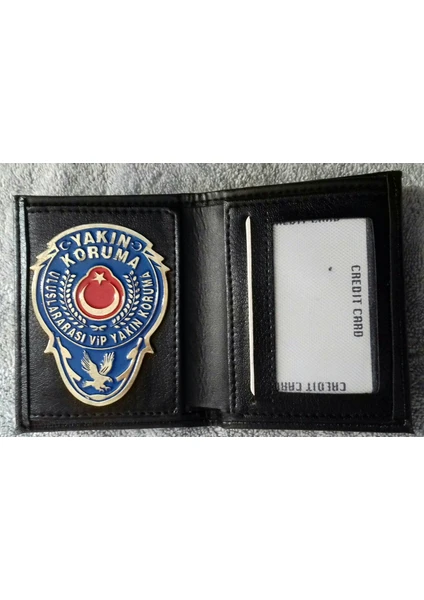 YAKIN
KORUMA
ULUSLARARASI VİP YAKIN KORUMA
CREDIT CARD
CREDIT CARD